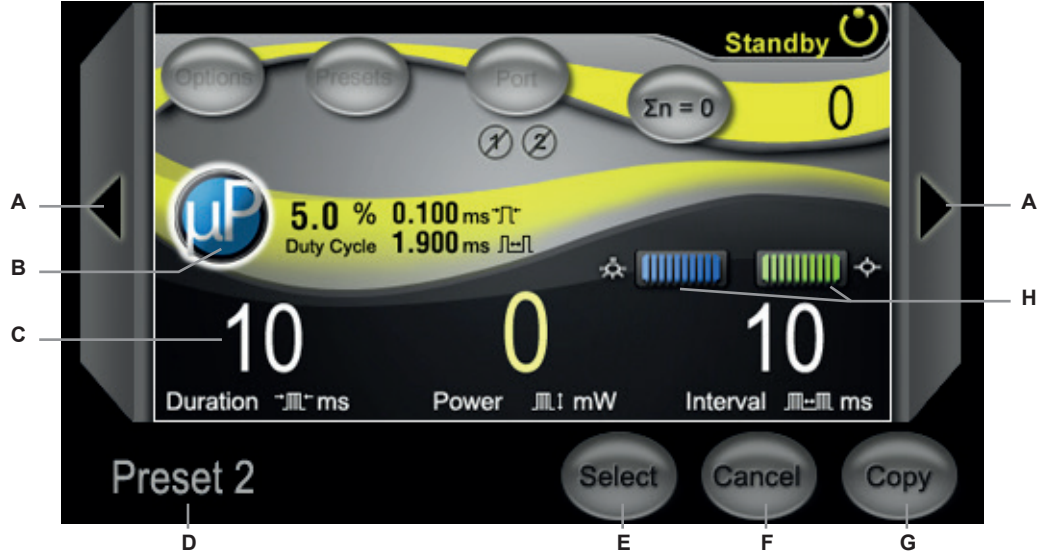 Standby
Options Presets Port Σn = 0 0
1 2
A A
µP 5.0 % 0.100 ms
Duty Cycle 1.900 ms
B
H
C
10 0 10
Duration ms Power mW Interval ms
Preset 2 Select Cancel Copy
D E F G